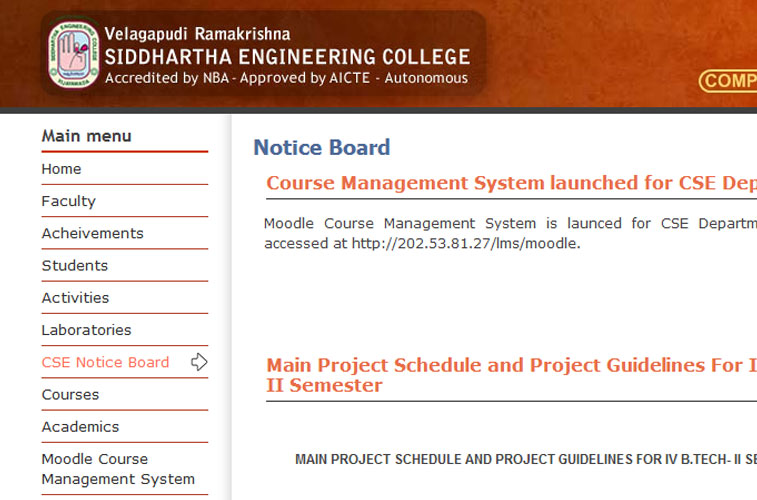 Velagapudi Ramakrishna
SIDDHARTHA ENGINEERING COLLEGE
Accredited by NBA - Approved by AICTE - Autonomous
COMP
Main menu
Home
Faculty
Acheivements
Students
Activities
Laboratories
CSE Notice Board
Courses
Academics
Moodle Course
Management System
Notice Board
Course Management System launched for CSE Dep
Moodle Course Management System is launced for CSE Departm
accessed at http://202.53.81.27/lms/moodle.
Main Project Schedule and Project Guidelines For I
II Semester
MAIN PROJECT SCHEDULE AND PROJECT GUIDELINES FOR IV B.TECH- II SE